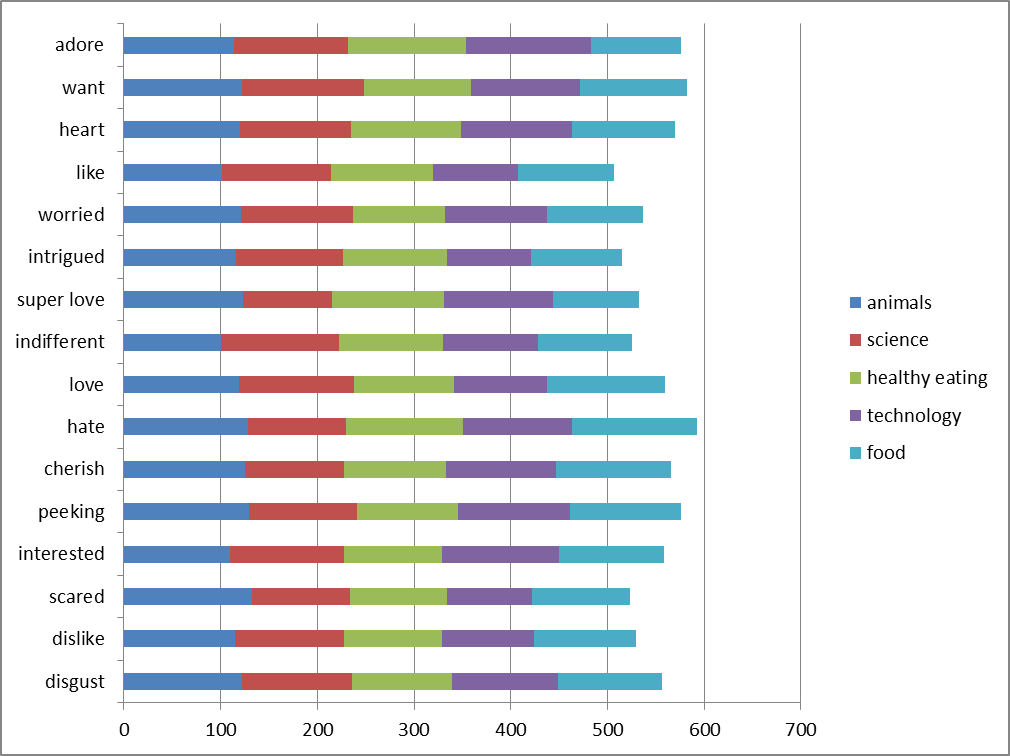 adore
want
heart
like
worried
intrigued
super love
indifferent
love
hate
cherish
peeking
interested
scared
dislike
disgust
0 100 200 300 400 500 600 700
animals
science
healthy eating
technology
food